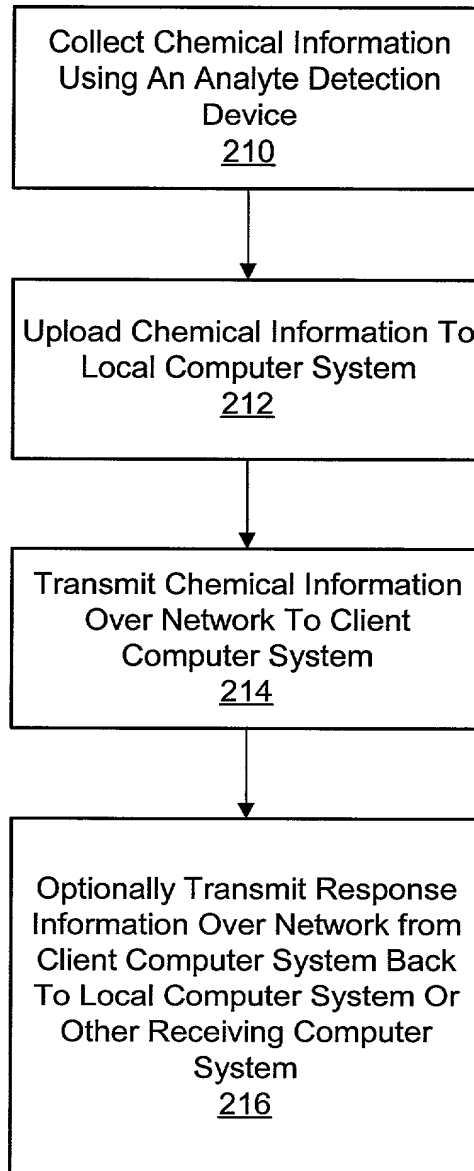 Collect Chemical Information
Using An Analyte Detection
Device
210
Upload Chemical Information To
Local Computer System
212
Transmit Chemical Information
Over Network To Client
Computer System
214
Optionally Transmit Response
Information Over Network from
Client Computer System Back
To Local Computer System Or
Other Receiving Computer
System
216